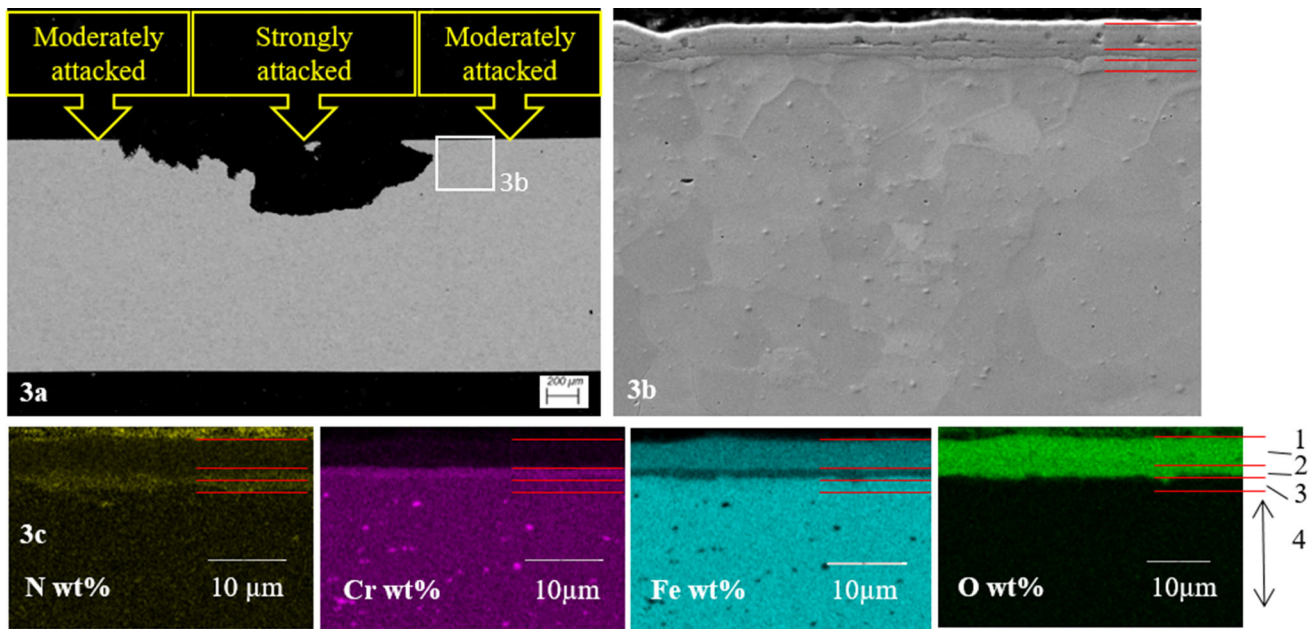 Moderately
attacked
Strongly
attacked
Moderately
attacked
3b
200 µm
3a
3b
3c
N wt%
10 µm
Cr wt%
10µm
Fe wt%
10µm
O wt%
10µm
1
2
3
4